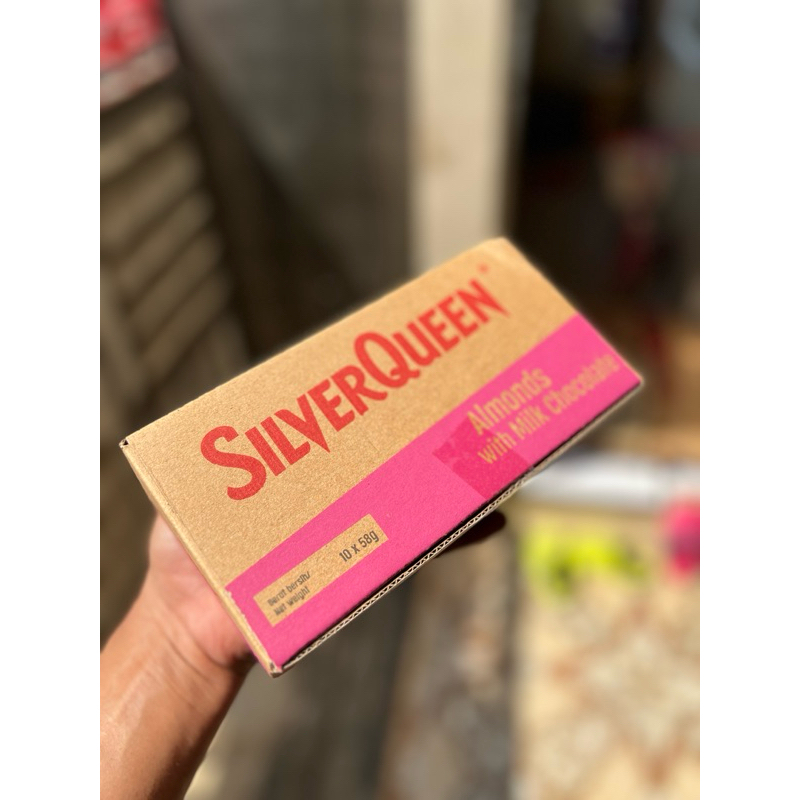 SILVERQUEEN
Almonds
with Milk Chocolate
Berat bersih/
Net weight
10 x 58g